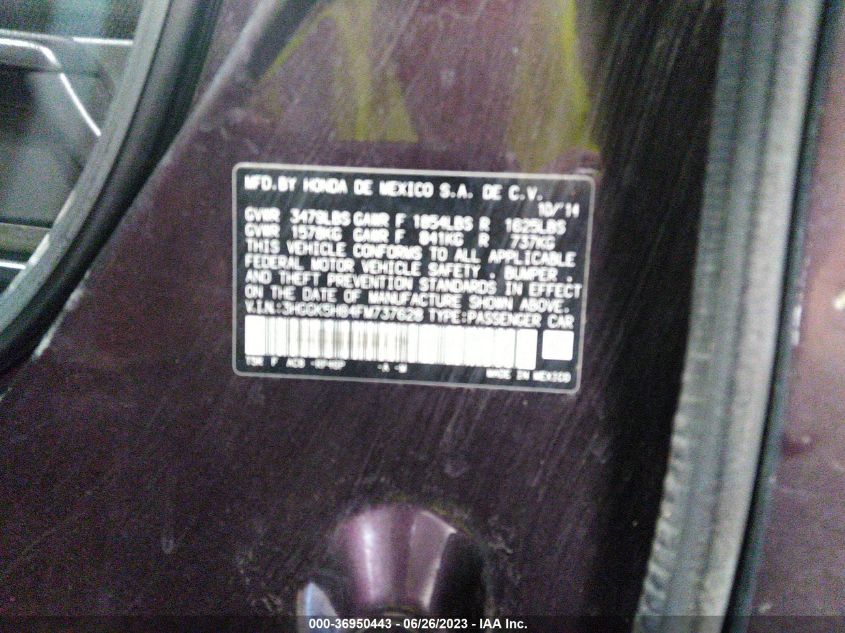 MFD.BY HONDA DE MEXICO S.A. DE C.V.
10/'14
GVWR 3479LBS GAWR F 1854LBS R 1625LBS
GVWR 1578KG GAWR F 841KG R 737KG
THIS VEHICLE CONFORMS TO ALL APPLICABLE
FEDERAL MOTOR VEHICLE SAFETY , BUMPER ,
AND THEFT PREVENTION STANDARDS IN EFFECT
ON THE DATE OF MANUFACTURE SHOWN ABOVE.
V.I.N.: TYPE:PASSENGER CAR
MADE IN MEXICO
000-36950443 - 06/26/2023 - IAA Inc.